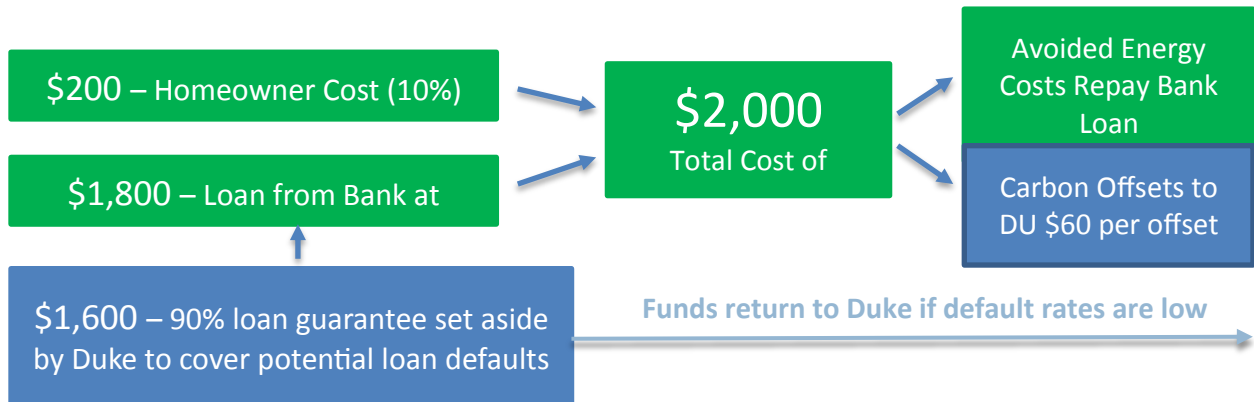 $200 – Homeowner Cost (10%)
$1,800 – Loan from Bank at
$1,600 – 90% loan guarantee set aside
by Duke to cover potential loan defaults
$2,000
Total Cost of
Avoided Energy
Costs Repay Bank
Loan
Carbon Offsets to
DU $60 per offset
Funds return to Duke if default rates are low